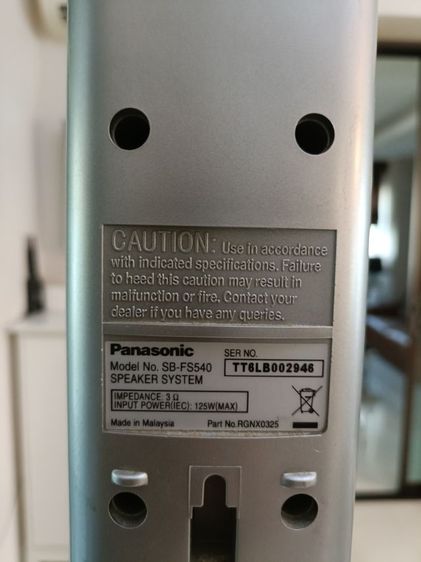 CAUTION: Use in accordance
with indicated specifications. Failure
to heed this caution may result in
malfunction or fire. Contact your
dealer if you have any queries.
Panasonic
Model No. SB-FS540
SPEAKER SYSTEM
SER NO.
TT6LB002946
IMPEDANCE: 3 Ω
INPUT POWER(IEC): 125W(MAX)
Made in Malaysia
Part No.RGNX0325